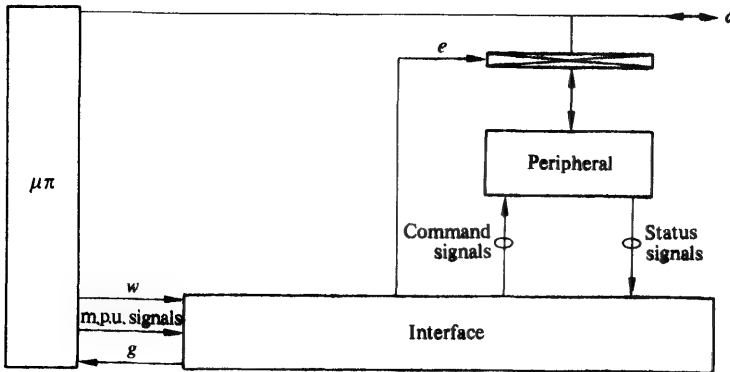 e
μπ
Peripheral
Command
signals
Status
signals
w
m.p.u. signals
g
Interface